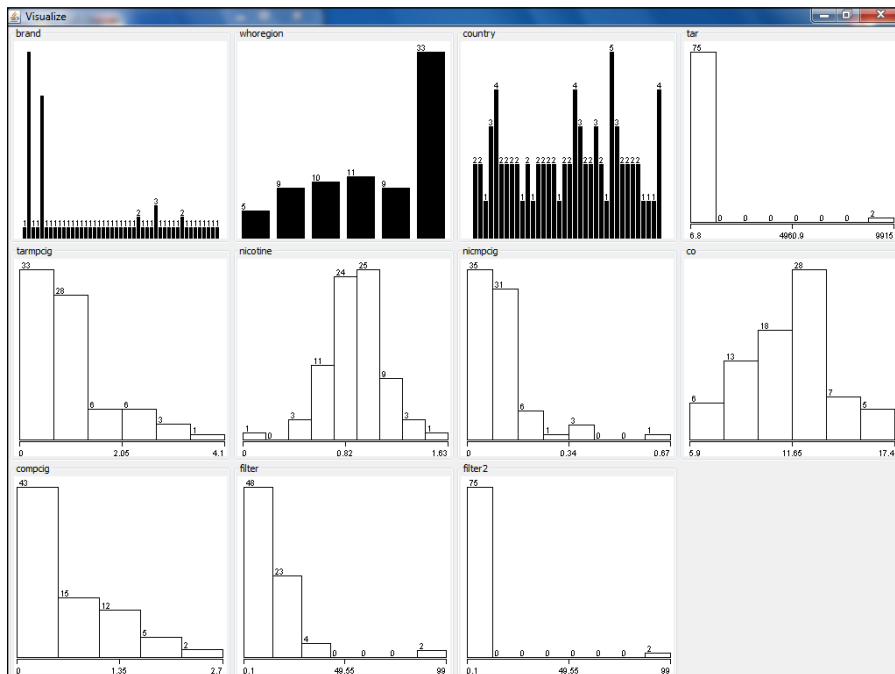 Visualize
brand
1 11 111111111111111111111 2 111 3 11111 2 11111111
whoregion
5 9 10 11 9 33
country
2 2 1 3 4 2 2 2 2 1 2 1 2 2 2 2 1 2 2 4 3 2 2 3 2 1 5 3 2 2 2 2 1 1 1 4
tar
75 0 0 0 0 0 0 2
6.8 4960.9 9915
tarmpcig
33 28 6 6 3 1
0 2.05 4.1
nicotine
1 0 3 11 24 25 9 3 1
0 0.82 1.63
nicmpcig
35 31 6 1 3 0 0 1
0 0.34 0.67
co
6 13 18 28 7 5
5.9 11.65 17.4
compcig
43 15 12 5 2
0 1.35 2.7
filter
48 23 4 0 0 0 2
0.1 49.55 99
filter2
75 0 0 0 0 0 0 2
0.1 49.55 99